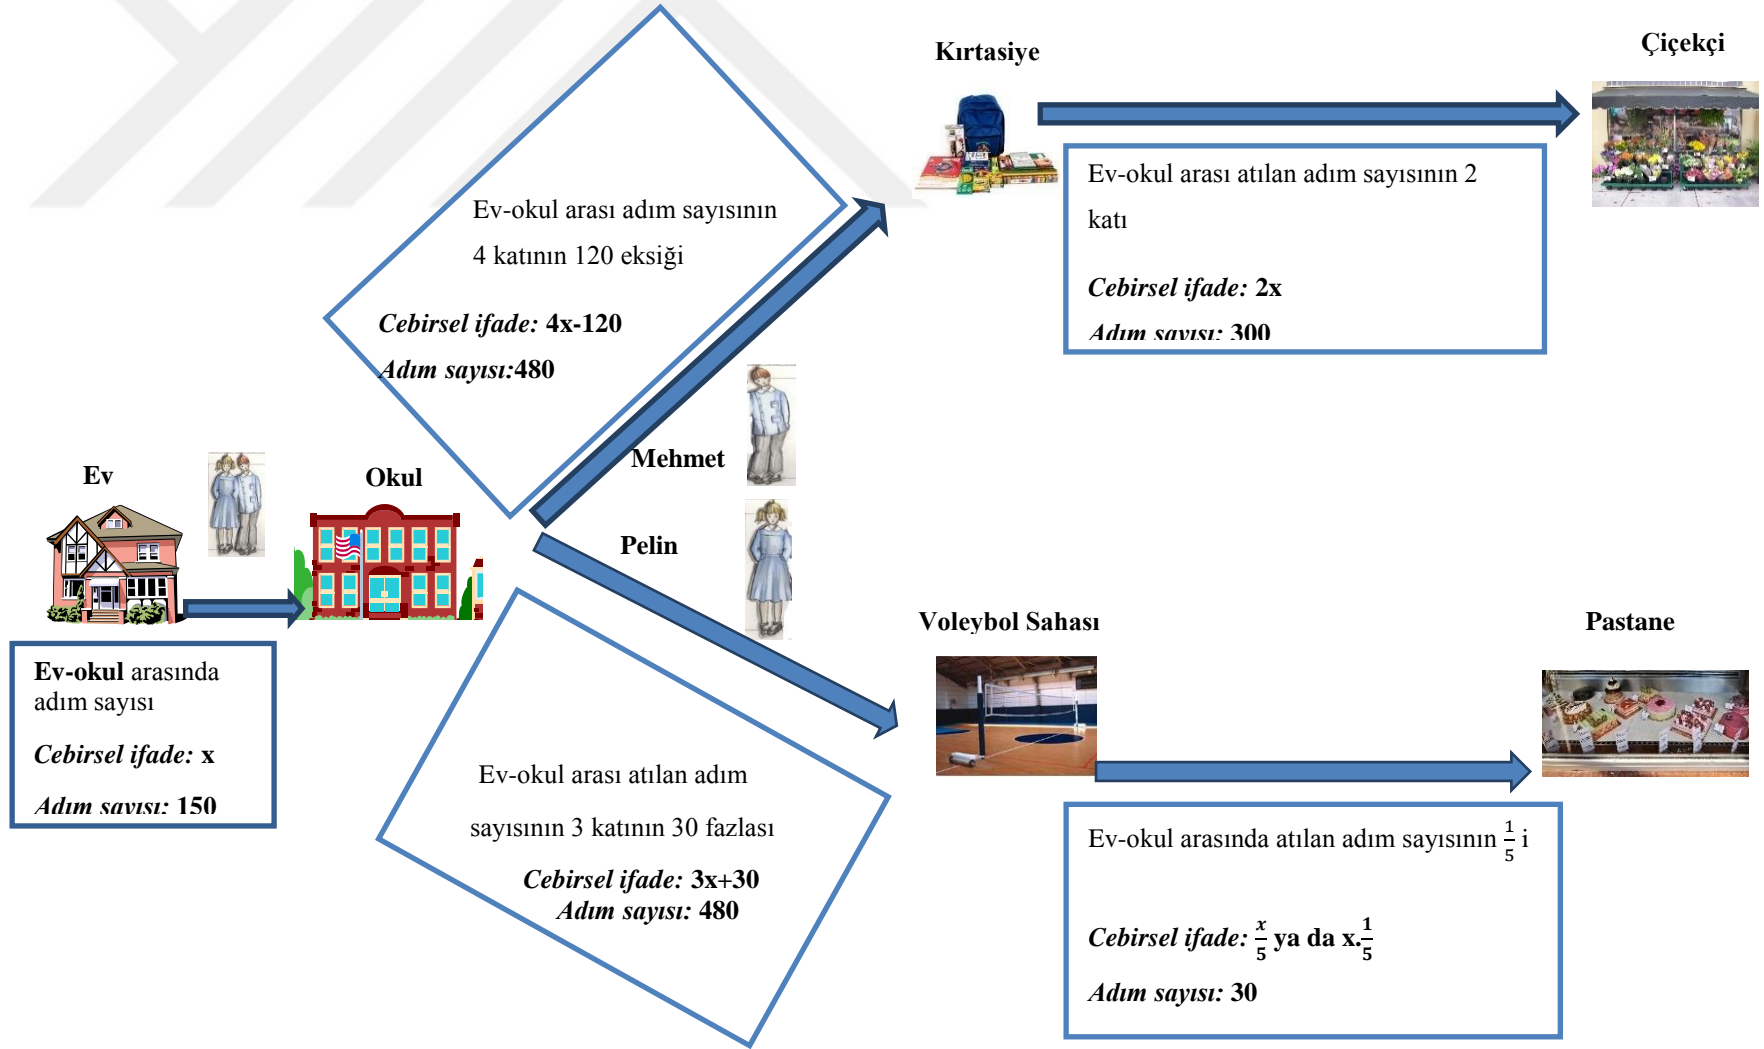 Kırtasiye
Çiçekçi
Ev-okul arası adım sayısının
4 katının 120 eksiği
Cebirsel ifade: 4x-120
Adım sayısı:480
Ev-okul arası atılan adım sayısının 2
katı
Cebirsel ifade: 2x
Adım sayısı: 300
Mehmet
Ev
Okul
Pelin
Voleybol Sahası
Pastane
Ev-okul arasında
adım sayısı
Cebirsel ifade: x
Adım sayısı: 150
Ev-okul arası atılan adım
sayısının 3 katının 30 fazlası
Cebirsel ifade: 3x+30
Adım sayısı: 480
Ev-okul arasında atılan adım sayısının 1/5 i
Cebirsel ifade: x/5 ya da x.1/5
Adım sayısı: 30